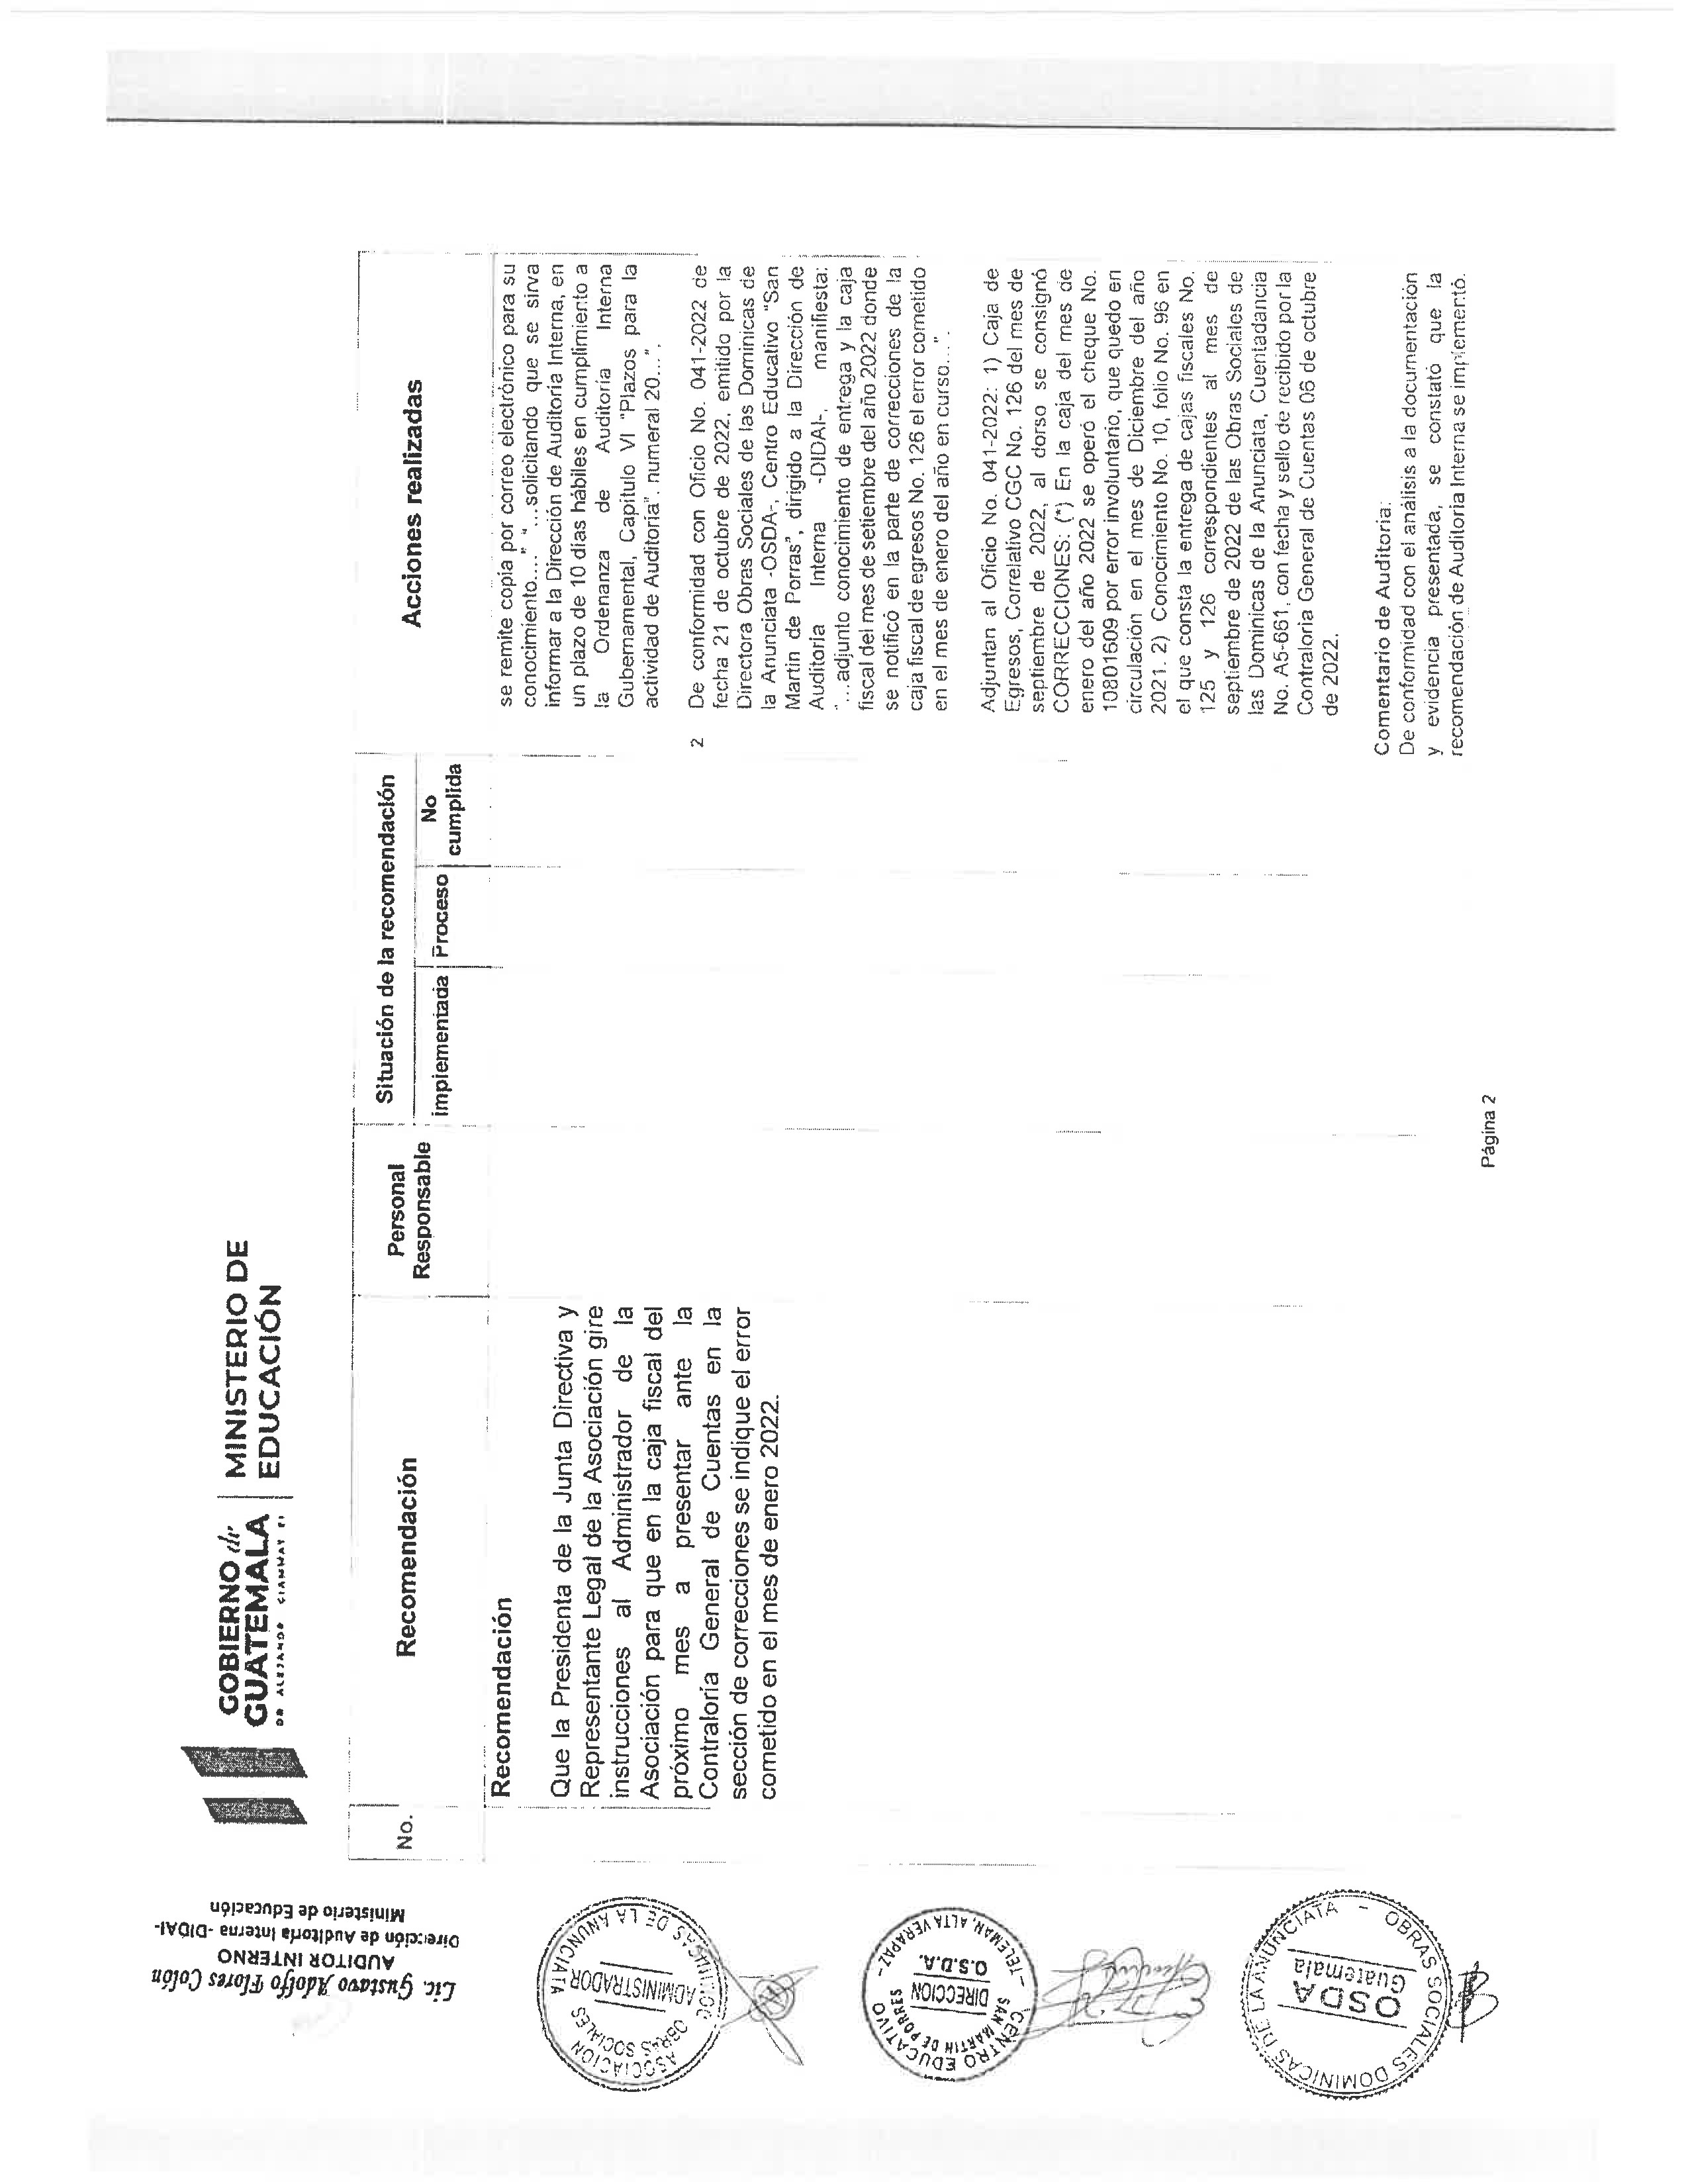 GOBIERNO de
GUATEMALA
MINISTERIO DE
EDUCACIÓN
No.
Recomendación
Personal
Responsable
Situación de la recomendación
Implementada
Proceso
No
cumplida
Acciones realizadas
Recomendación
Que la Presidenta de la Junta Directiva y
Representante Legal de la Asociación gire
instrucciones al Administrador de la
Asociación para que en la caja fiscal del
próximo mes a presentar ante la
Contraloría General de Cuentas en la
sección de correcciones se indique el error
cometido en el mes de enero 2022.
se remite copia por correo electrónico para su
conocimiento...." "...solicitando que se sirva
informar a la Dirección de Auditoría Interna, en
un plazo de 10 días hábiles en cumplimiento a
la Ordenanza de Auditoría Interna
Gubernamental, Capítulo VI "Plazos para la
actividad de Auditoría". numeral 20...".
2
De conformidad con Oficio No. 041-2022 de
fecha 21 de octubre de 2022, emitido por la
Directora Obras Sociales de las Dominicas de
la Anunciata -OSDA-, Centro Educativo "San
Martin de Porras", dirigido a la Dirección de
Auditoria Interna -DIDAI-, manifiesta:
"...adjunto conocimiento de entrega y la caja
fiscal del mes de setiembre del año 2022 donde
se notificó en la parte de correcciones de la
caja fiscal de egresos No. 126 el error cometido
en el mes de enero del año en curso...".
Adjuntan al Oficio No. 041-2022: 1) Caja de
Egresos, Correlativo CGC No. 126 del mes de
septiembre de 2022, al dorso se consignó
CORRECCIONES: (*) En la caja del mes de
enero del año 2022 se operó el cheque No.
10801609 por error involuntario, que quedo en
circulación en el mes de Diciembre del año
2021. 2) Conocimiento No. 10, folio No. 96 en
el que consta la entrega de cajas fiscales No.
125 y 126 correspondientes al mes de
septiembre de 2022 de las Obras Sociales de
las Dominicas de la Anunciata, Cuentadancia
No. A5-661, con fecha y sello de recibido por la
Contraloría General de Cuentas 06 de octubre
de 2022.
Comentario de Auditoria:
De conformidad con el análisis a la documentación
y evidencia presentada, se constató que la
recomendación de Auditoria Interna se implementó.
Página 2
Lic. Gustavo Adolfo Flores Colón
AUDITOR INTERNO
Dirección de Auditoría Interna -DIDAI-
Ministerio de Educación
ASOCIACION
OBRAS SOCIALES
DE LA ANUNCIATA
ADMINISTRADOR
CENTRO EDUCATIVO
SAN MARTIN DE PORRES
DIRECCION
O.S.D.A.
-TELEMAN, ALTA VERAPAZ-
OBRAS SOCIALES DOMINICAS DE LA ANUNCIATA -
OSDA
Guatemala